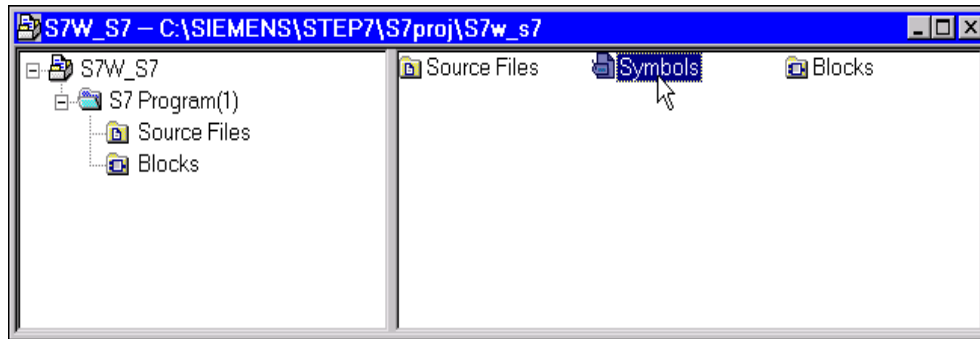 S7W_S7 – C:\SIEMENS\STEP7\S7proj\S7w_s7
S7W_S7
S7 Program(1)
Source Files
Blocks
Source Files Symbols Blocks